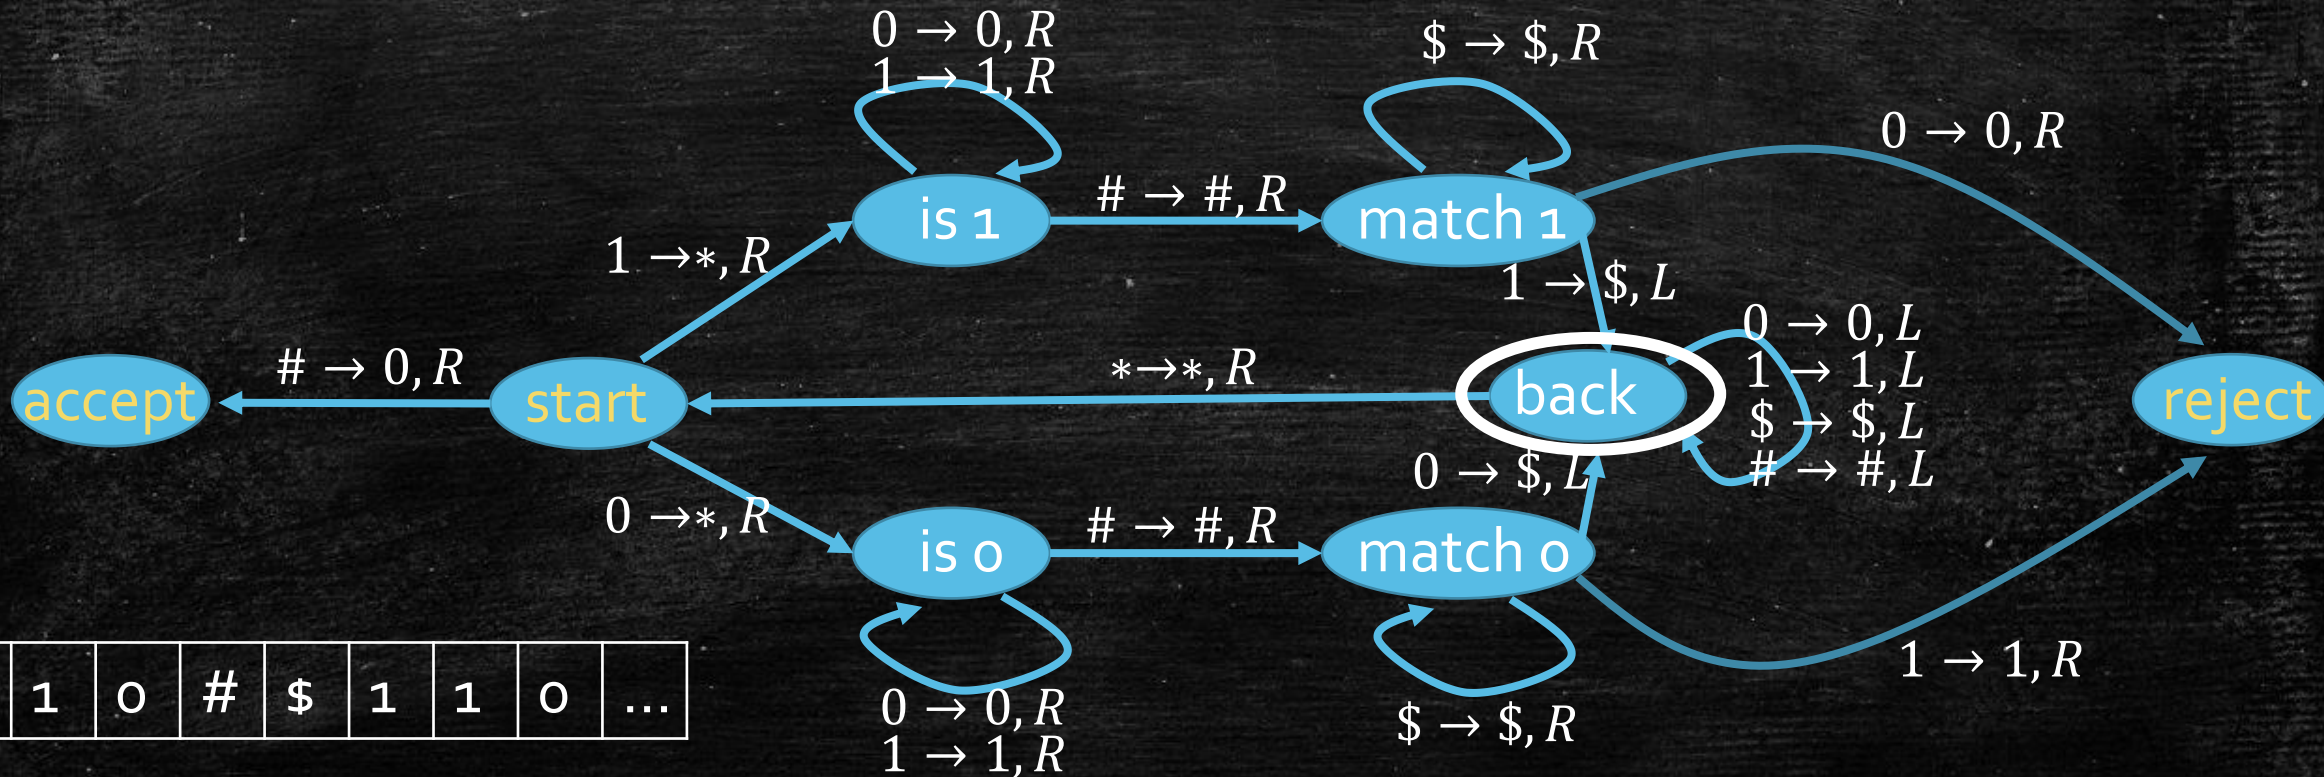 0 → 0, R
1 → 1, R
$ → $, R
0 → 0, R
is 1
# → #, R
match 1
1 →*, R
1 → $, L
accept
# → 0, R
start
*→*, R
back
0 → 0, L
1 → 1, L
$ → $, L
# → #, L
reject
0 → $, L
0 →*, R
is 0
# → #, R
match 0
1 → 1, R
0 → 0, R
1 → 1, R
$ → $, R
1 0 # $ 1 1 0 ...